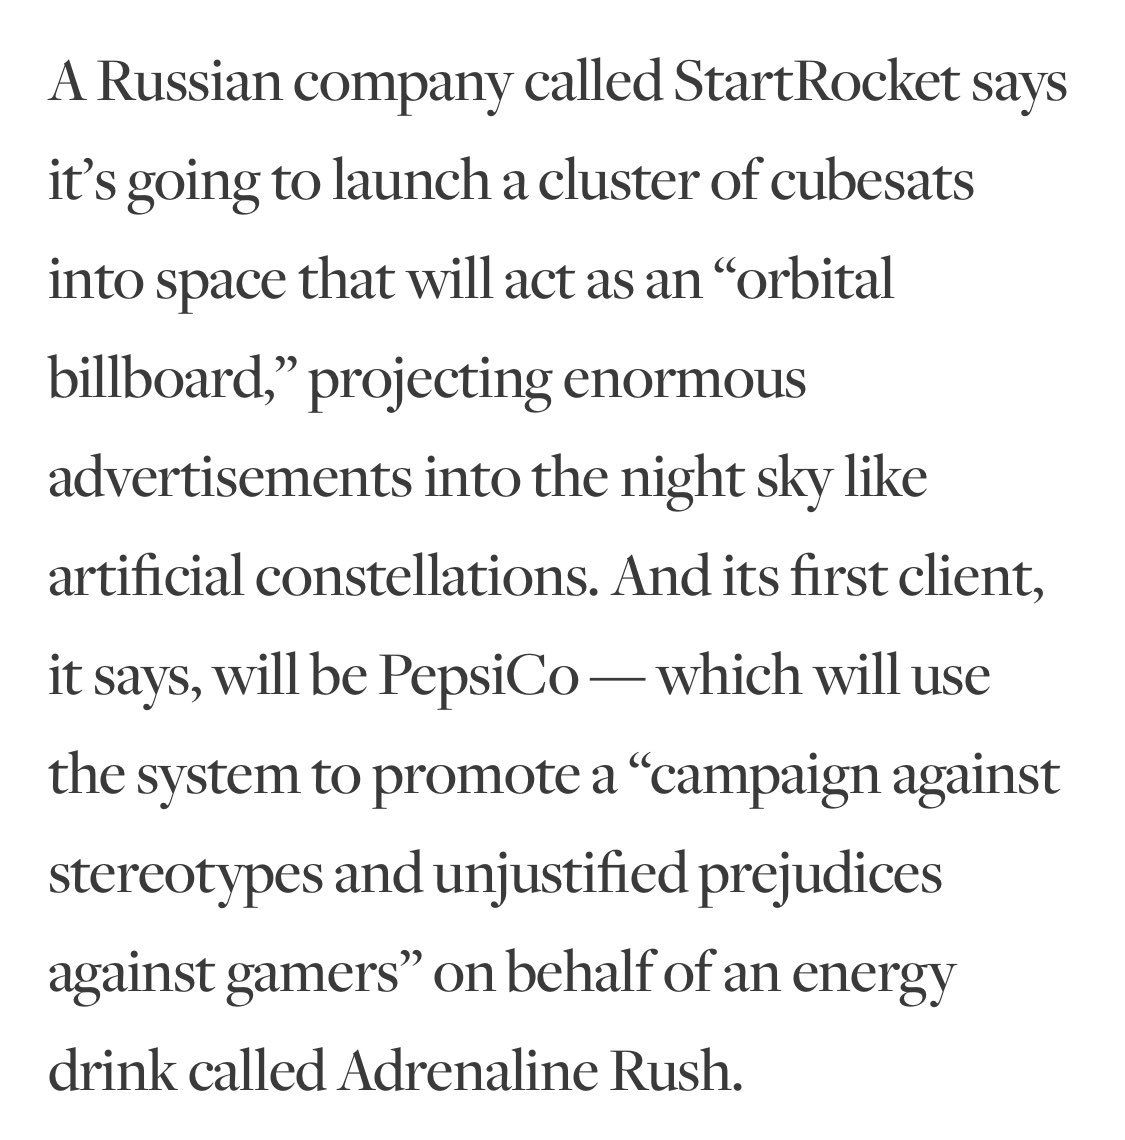 A Russian company called StartRocket says
it’s going to launch a cluster of cubesats
into space that will act as an “orbital
billboard,” projecting enormous
advertisements into the night sky like
artificial constellations. And its first client,
it says, will be PepsiCo — which will use
the system to promote a “campaign against
stereotypes and unjustified prejudices
against gamers” on behalf of an energy
drink called Adrenaline Rush.